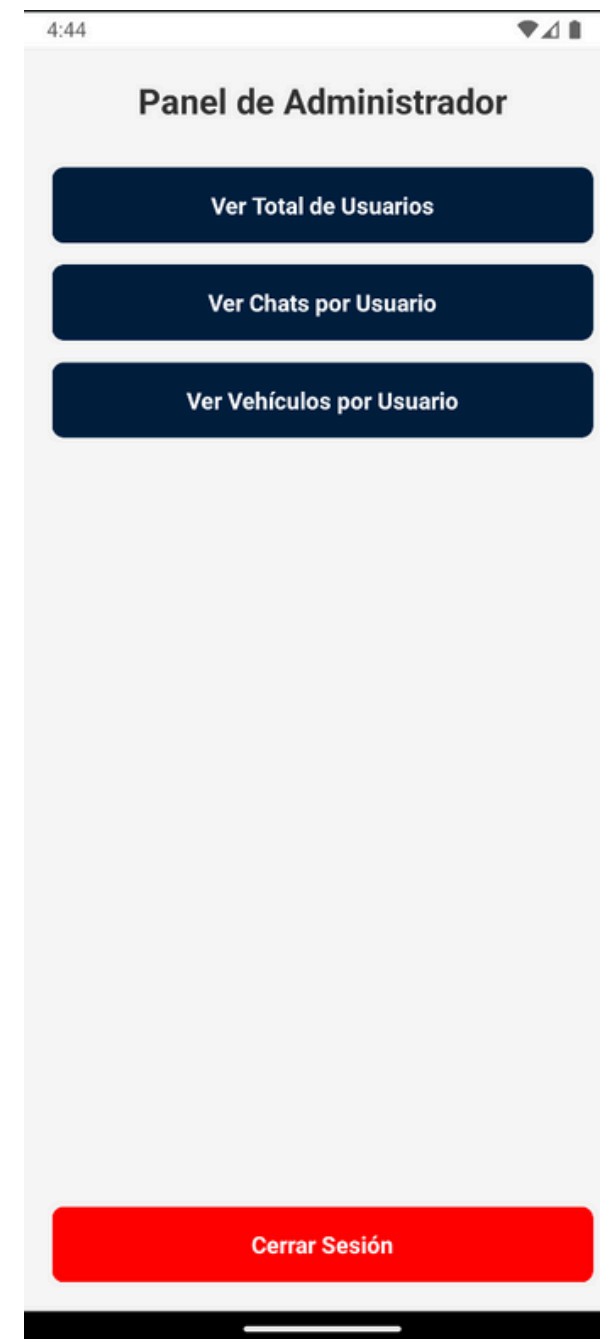 4:44
Panel de Administrador
Ver Total de Usuarios
Ver Chats por Usuario
Ver Vehículos por Usuario
Cerrar Sesión